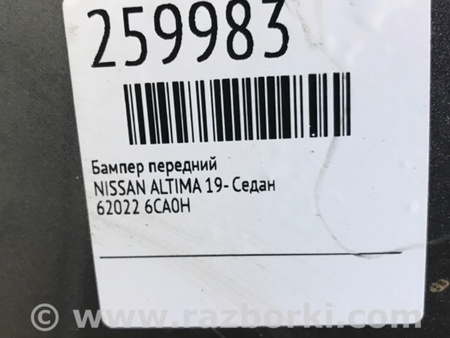 259983
Бампер передний
NISSAN ALTIMA 19- Седан
62022 6CA0H
© www.razborki.com